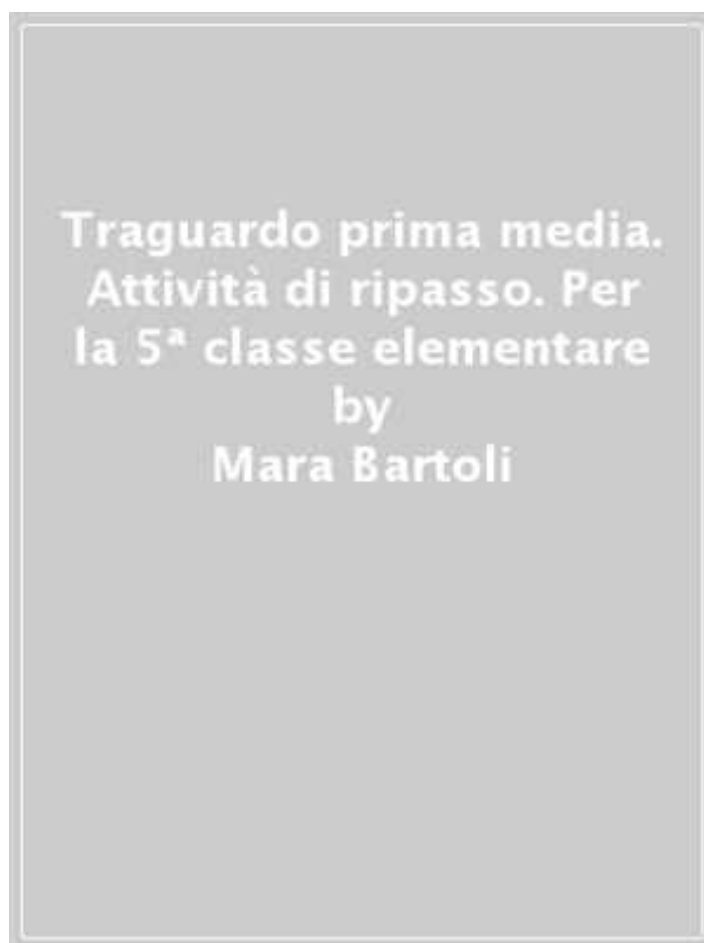 Traguardo prima media.
Attività di ripasso. Per
la 5ª classe elementare
by
Mara Bartoli